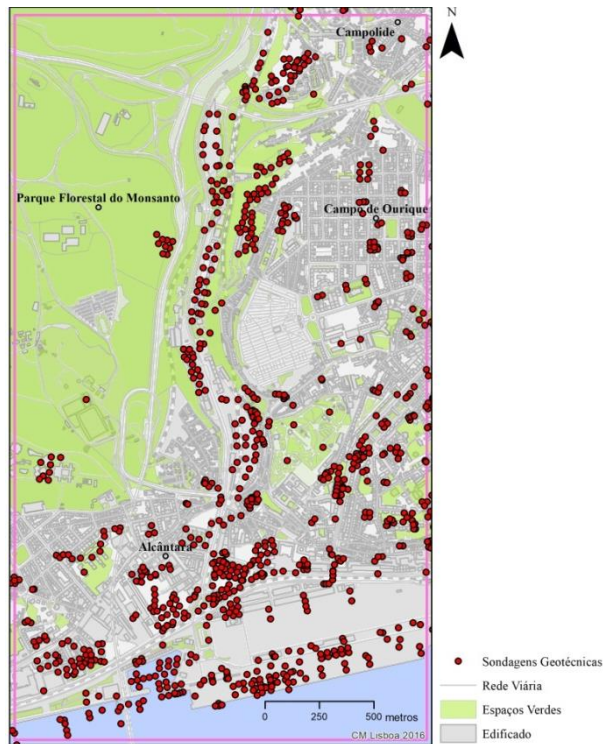 N
Campolide
Parque Florestal do Monsanto
Campo de Ourique
Alcântara
0 250 500
metros
CM Lisboa 2016
Sondagens Geotécnicas
Rede Viária
Espaços Verdes
Edificado